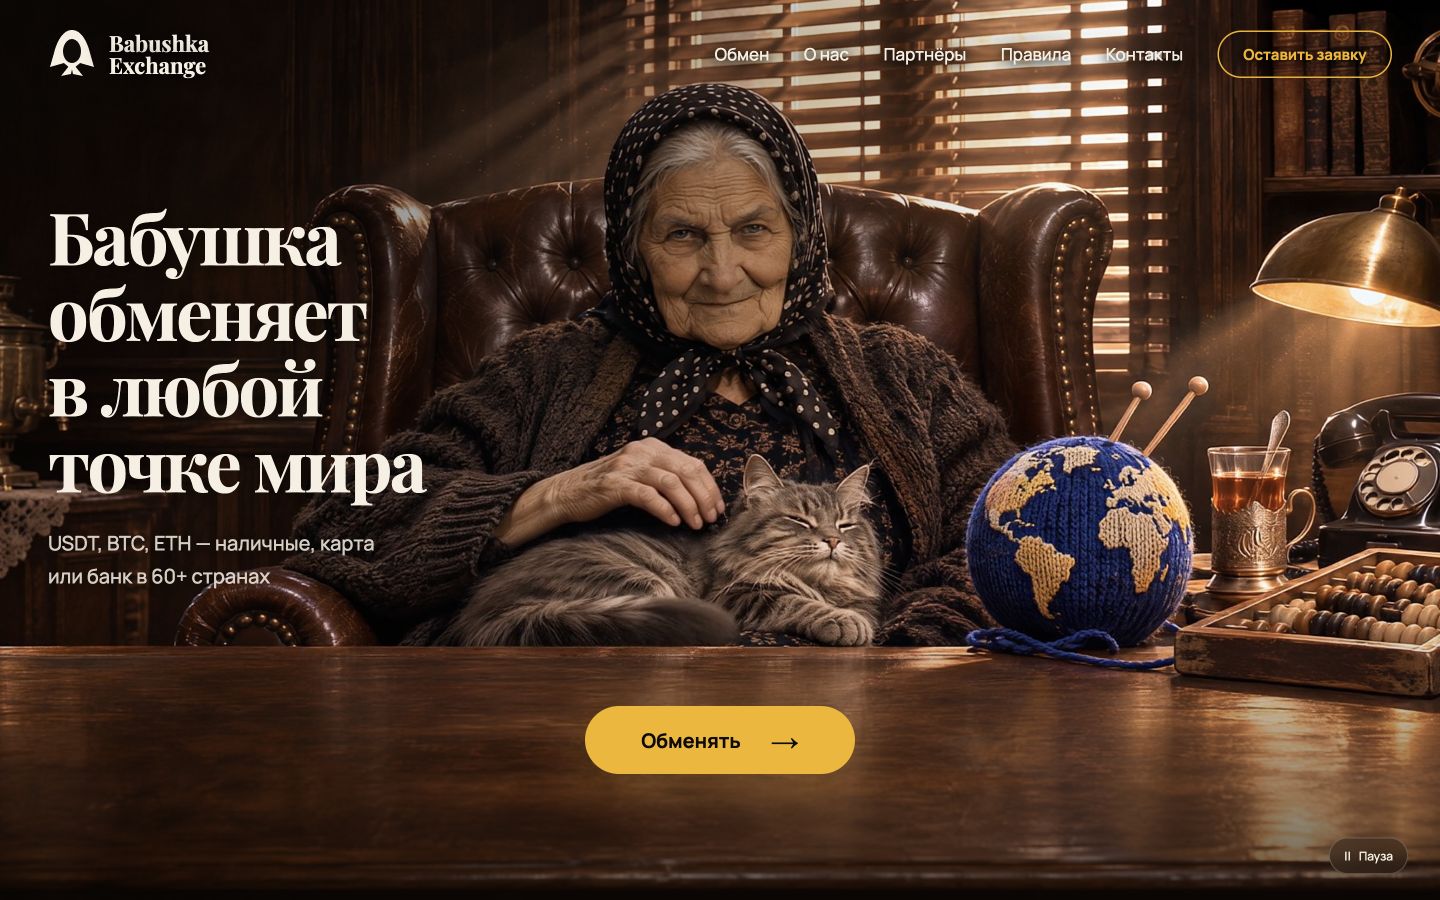 Babushka
Exchange
Обмен
О нас
Партнёры
Правила
Контакты
Оставить заявку
Бабушка
обменяет
в любой
точке мира
USDT, BTC, ETH — наличные, карта
или банк в 60+ странах
Обменять →
Пауза